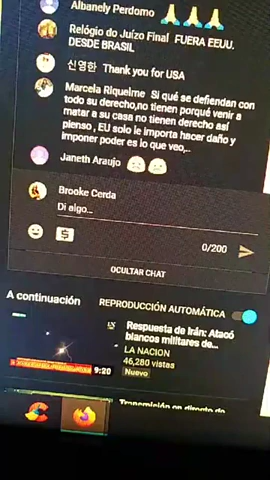 Albanely Perdomo 🙏🙏🙏
Relógio do Juízo Final FUERA EEUU.
DESDE BRASIL
신영한 Thank you for USA
Marcela Riquelme Si qué se defiendan con
todo su derecho,no tienen porqué venir a
matar a su casa no tienen derecho así
pienso , EU solo le importa hacer daño y
imponer poder es lo que veo,..
Janeth Araujo
Brooke Cerda
Di algo...
0/200
OCULTAR CHAT
A continuación
REPRODUCCIÓN AUTOMÁTICA
Respuesta de Irán: Atacó
blancos militares de...
LA NACION
46,280 vistas
Nuevo
9:20
Transmisión en directo de